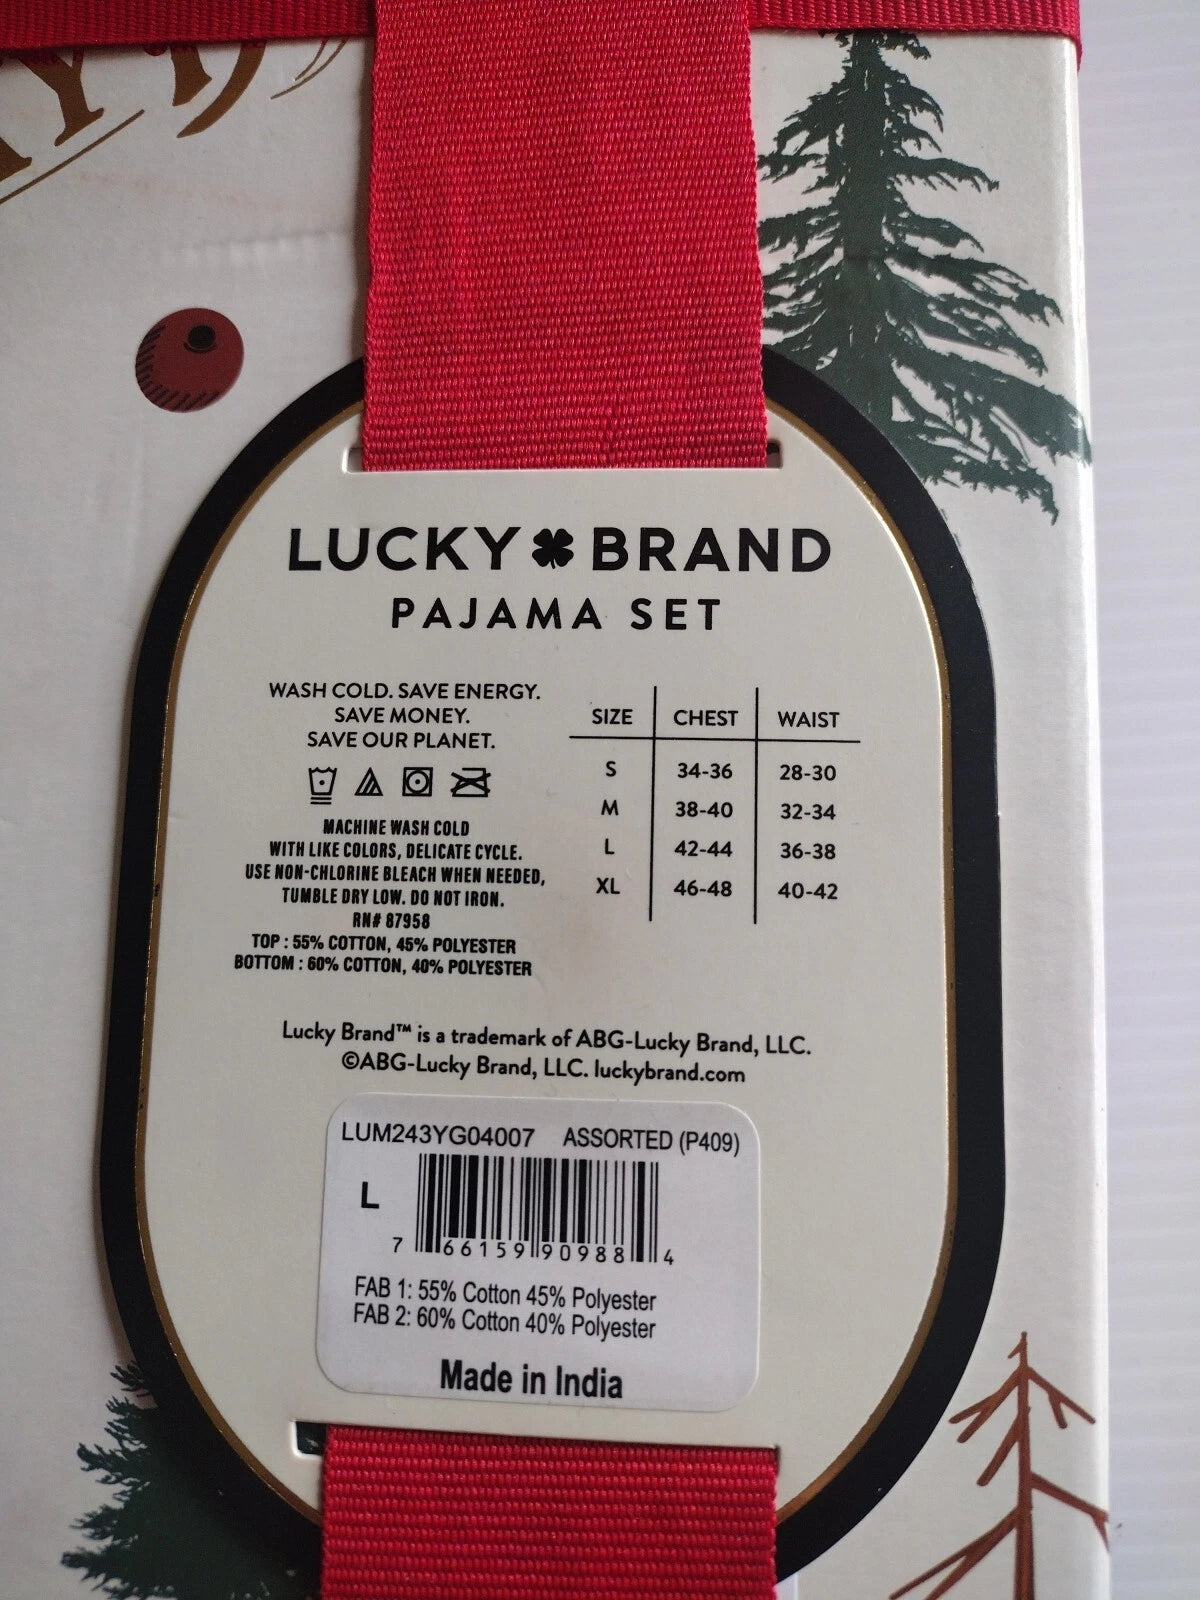 LUCKY BRAND
PAJAMA SET
WASH COLD. SAVE ENERGY.
SAVE MONEY.
SAVE OUR PLANET.
MACHINE WASH COLD
WITH LIKE COLORS, DELICATE CYCLE.
USE NON-CHLORINE BLEACH WHEN NEEDED,
TUMBLE DRY LOW. DO NOT IRON.
RN# 87958
TOP : 55% COTTON, 45% POLYESTER
BOTTOM : 60% COTTON, 40% POLYESTER
SIZE CHEST WAIST
S 34-36 28-30
M 38-40 32-34
L 42-44 36-38
XL 46-48 40-42
Lucky Brand™ is a trademark of ABG-Lucky Brand, LLC.
©ABG-Lucky Brand, LLC. luckybrand.com
LUM243YG04007 ASSORTED (P409)
L
7 66159 90988 4
FAB 1: 55% Cotton 45% Polyester
FAB 2: 60% Cotton 40% Polyester
Made in India